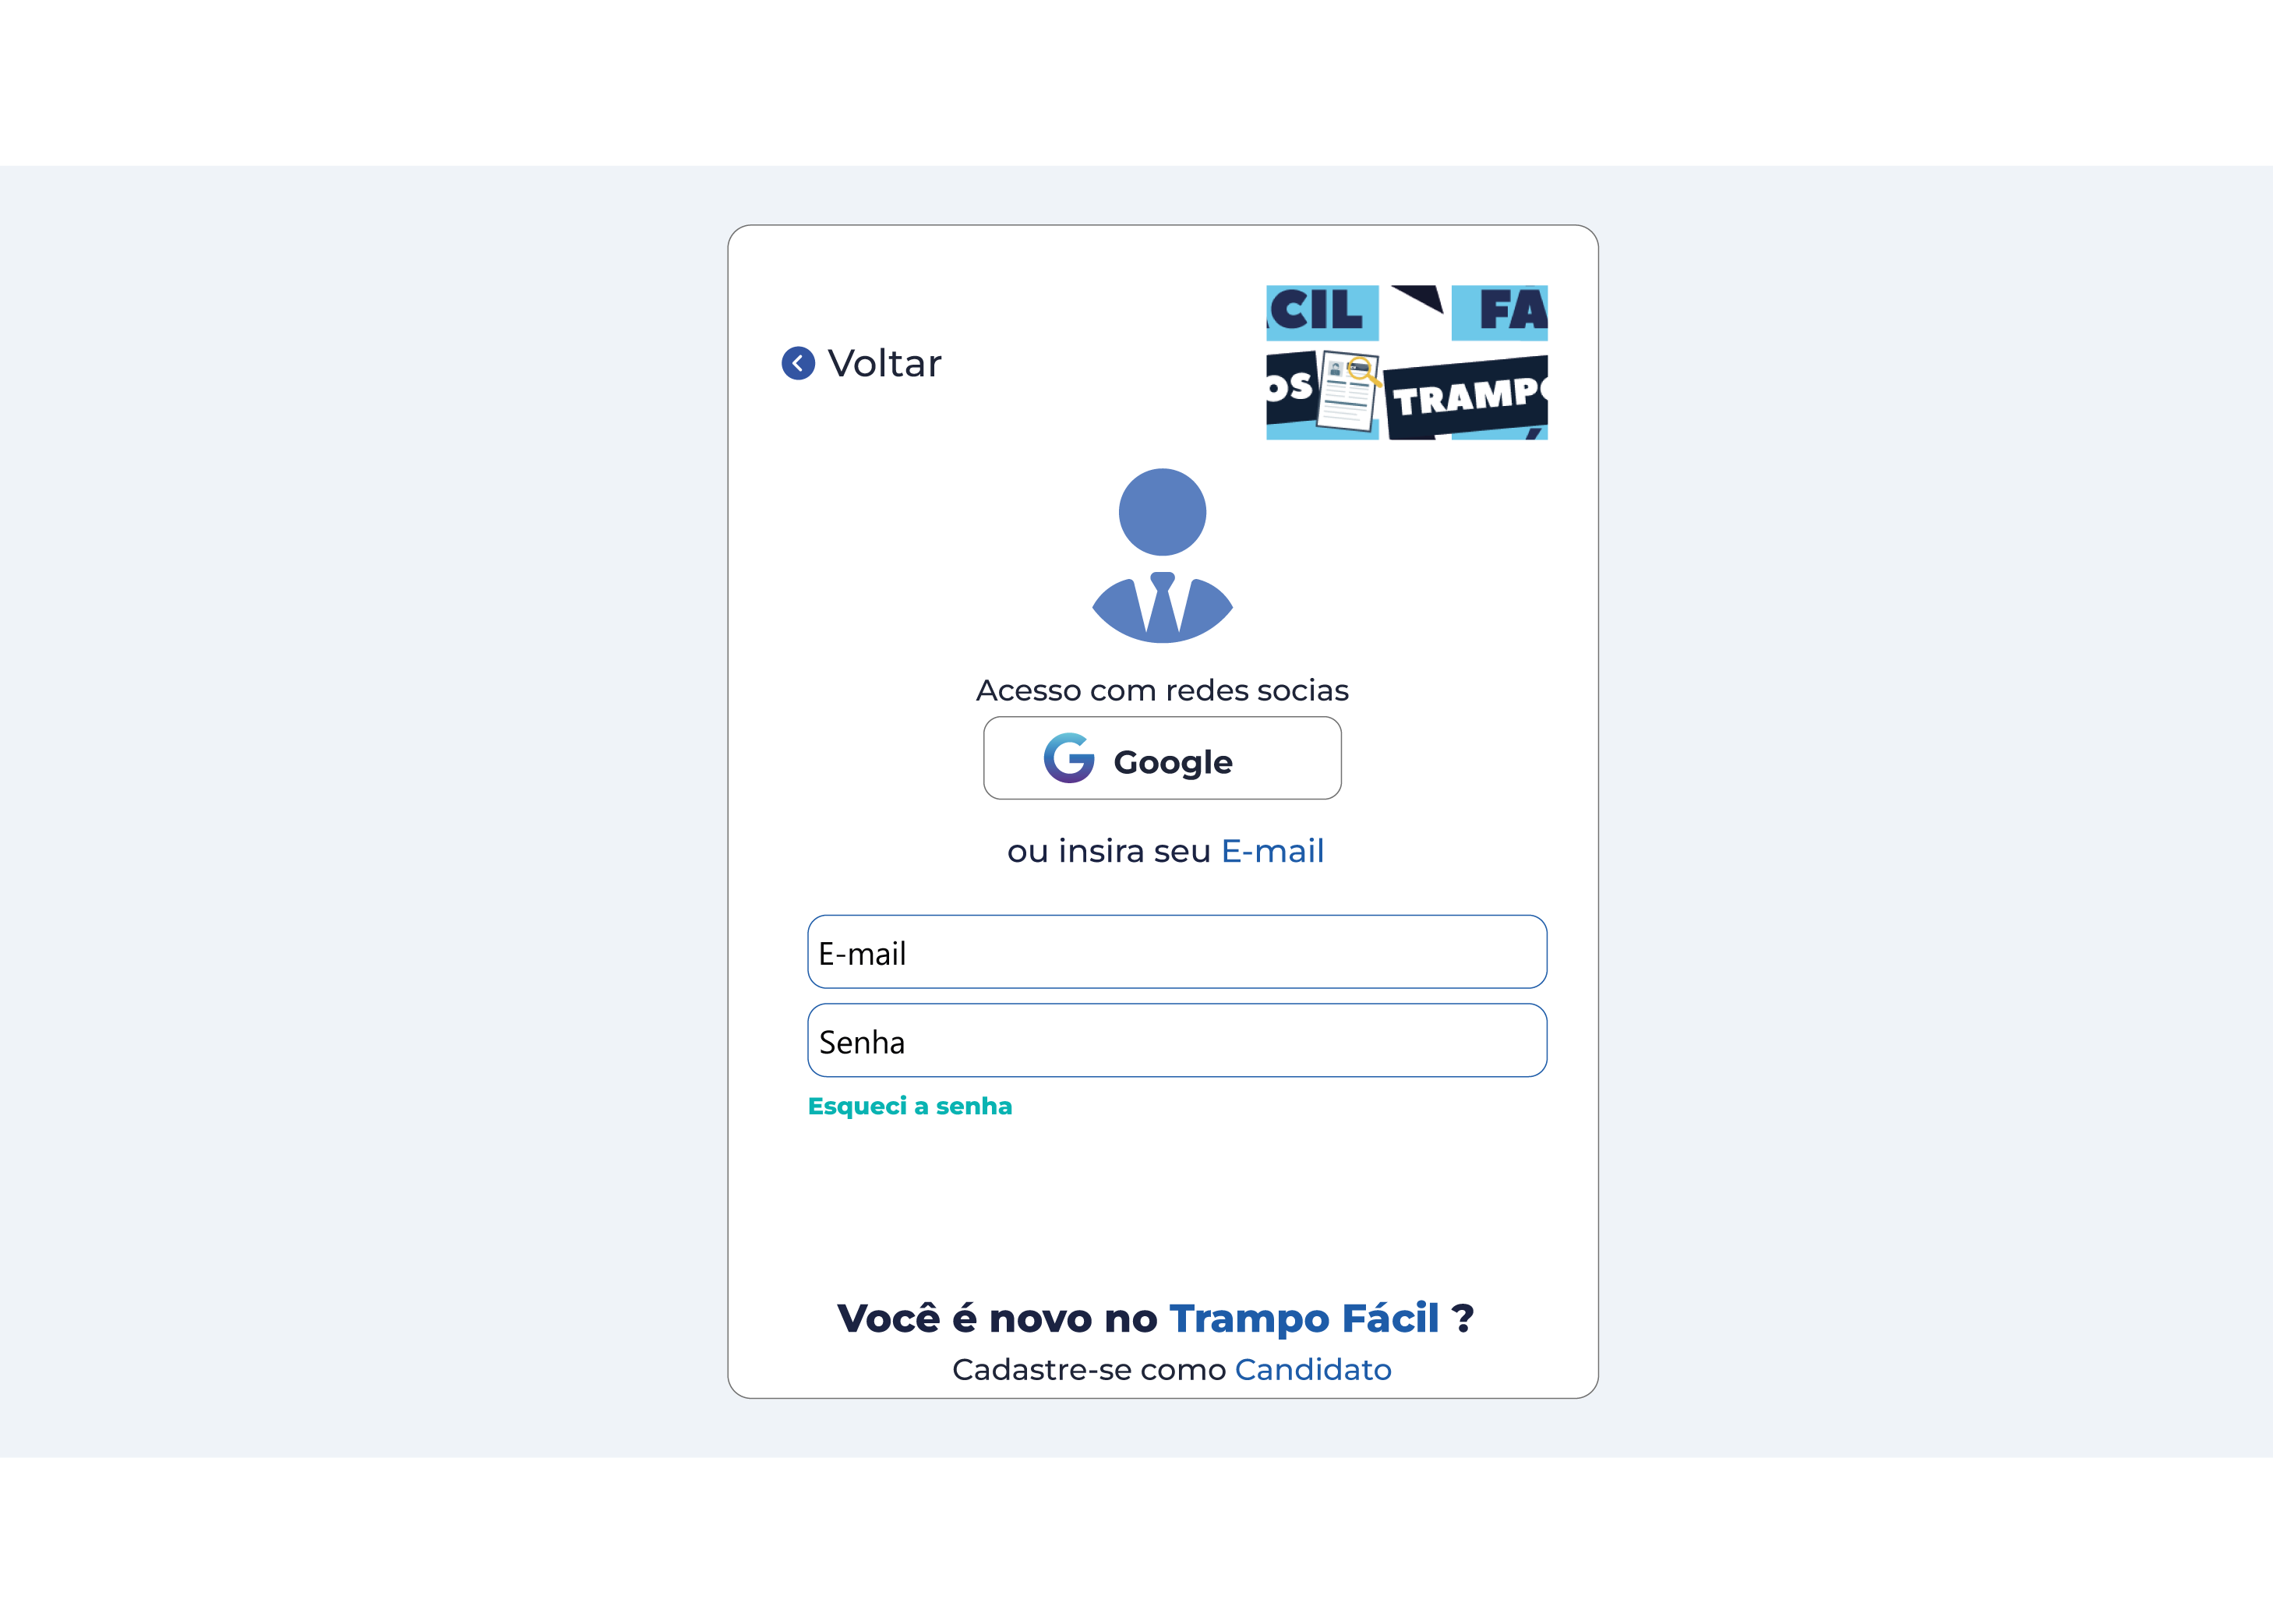 CIL FA
Voltar
OS TRAMPO
Acesso com redes socias
Google
ou insira seu E-mail
E-mail
Senha
Esqueci a senha
Você é novo no Trampo Fácil ?
Cadastre-se como Candidato